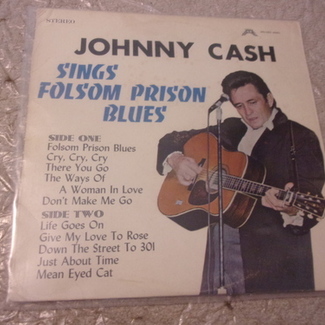 STEREO
JOHNNY CASH
SINGS
FOLSOM PRISON
BLUES
SIDE ONE
Folsom Prison Blues
Cry, Cry, Cry
There You Go
The Ways Of
A Woman In Love
Don't Make Me Go
SIDE TWO
Life Goes On
Give My Love To Rose
Down The Street To 301
Just About Time
Mean Eyed Cat